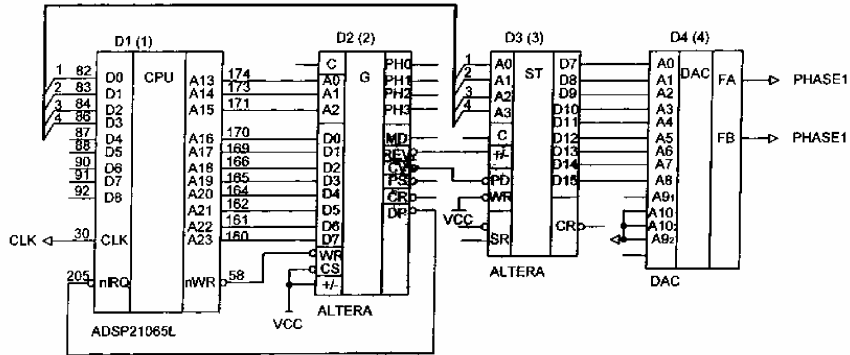 D1 (1)
D2 (2)
D3 (3)
D4 (4)
1 82 D0 CPU A13 174
2 83 D1 A14 173
3 84 D2 A15 171
4 86 D3
87 D4 A16 170
88 D5 A17 169
90 D6 A18 166
91 D7 A19 165
92 D8 A20 164
A21 162
A22 161
CLK 30 CLK A23 160
205 nIRQ nWR 58
ADSP21065L
C G PH0
A0 PH1
A1 PH2
A2 PH3
D0 MD
D1 REV
D2
D3 PS
D4 CR
D5 DP
D6
D7
WR
CS
+/-
VCC
ALTERA
1 A0 ST D7
2 A1 D8
3 A2 D9
4 A3 D10
D11
C D12
+/- D13
D14
PD D15
WR
VCC
SR CR
ALTERA
A0 DAC
A1 FA PHASE1
A2
A3
A4
A5 FB PHASE1
A6
A7
A8
A9₁
A10
A10₂
A9₂
DAC